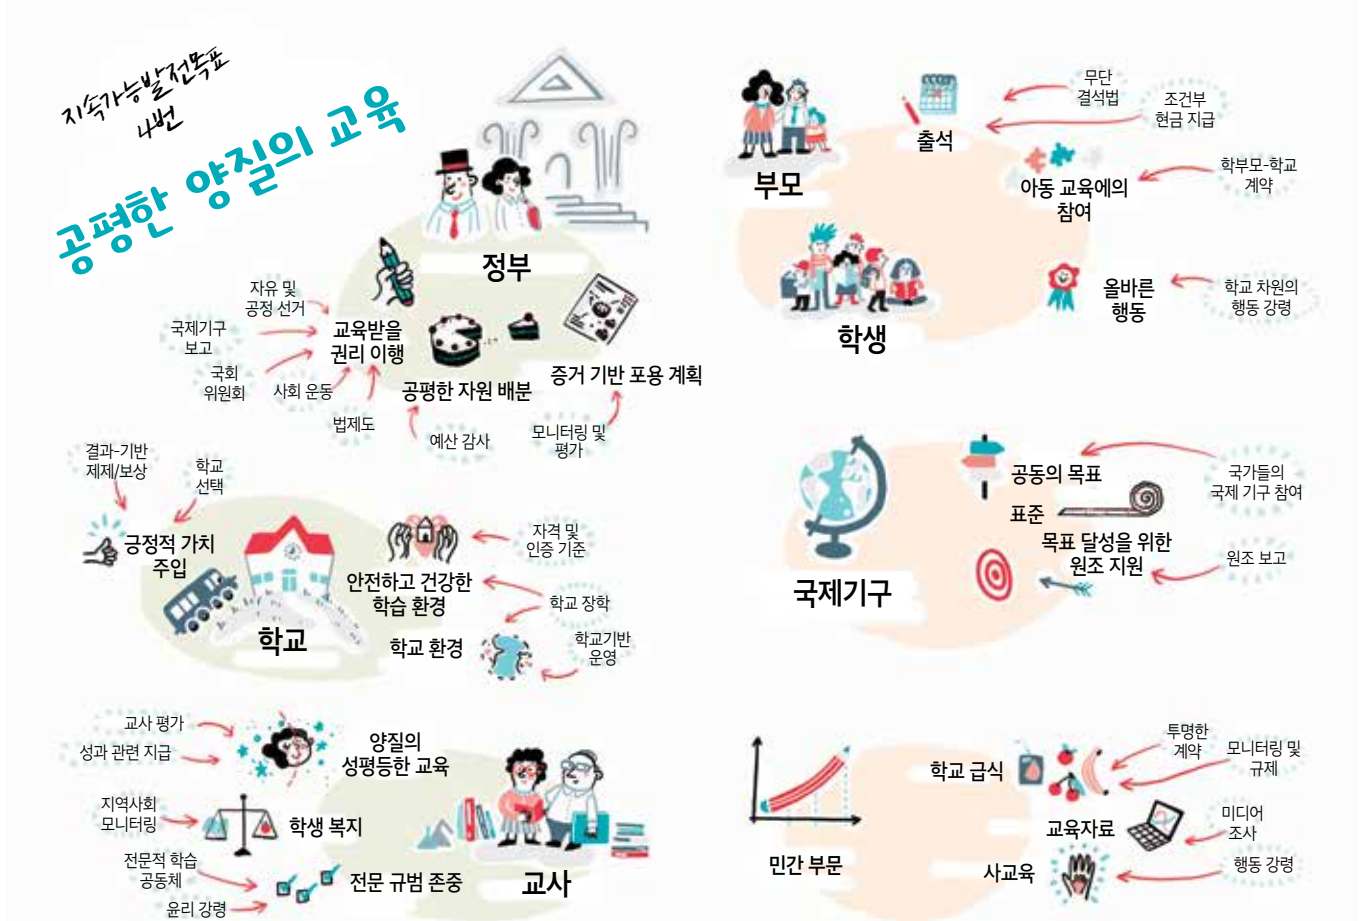 지속가능발전목표
4번
공평한 양질의 교육
정부
자유 및
공정 선거
국제기구
보고
국회
위원회
사회 운동
법제도
교육받을
권리 이행
공평한 자원 배분
예산 감사
증거 기반 포용 계획
모니터링 및
평가
결과-기반
제제/보상
학교
선택
긍정적 가치
주입
학교
안전하고 건강한
학습 환경
자격 및
인증 기준
학교 장학
학교 환경
학교기반
운영
교사 평가
성과 관련 지급
양질의
성평등한 교육
지역사회
모니터링
학생 복지
전문적 학습
공동체
윤리 강령
전문 규범 존중
교사
부모
출석
무단
결석법
조건부
현금 지급
아동 교육에의
참여
학부모-학교
계약
학생
올바른
행동
학교 차원의
행동 강령
국제기구
공동의 목표
국가들의
국제 기구 참여
표준
목표 달성을 위한
원조 지원
원조 보고
민간 부문
학교 급식
투명한
계약
모니터링 및
규제
교육자료
미디어
조사
사교육
행동 강령